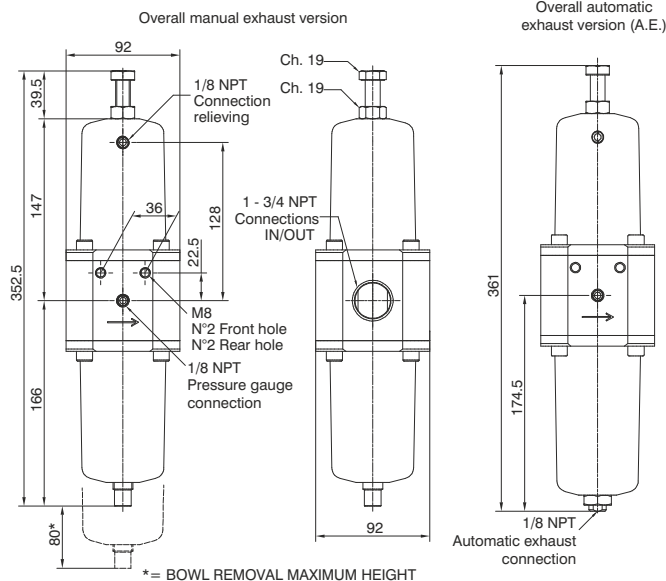 Overall manual exhaust version
Overall automatic
exhaust version (A.E.)
92
39.5
147
352.5
166
80*
1/8 NPT
Connection
relieving
36
128
22.5
M8
N°2 Front hole
N°2 Rear hole
1/8 NPT
Pressure gauge
connection
Ch. 19
Ch. 19
1 - 3/4 NPT
Connections
IN/OUT
92
361
174.5
1/8 NPT
Automatic exhaust
connection
*= BOWL REMOVAL MAXIMUM HEIGHT